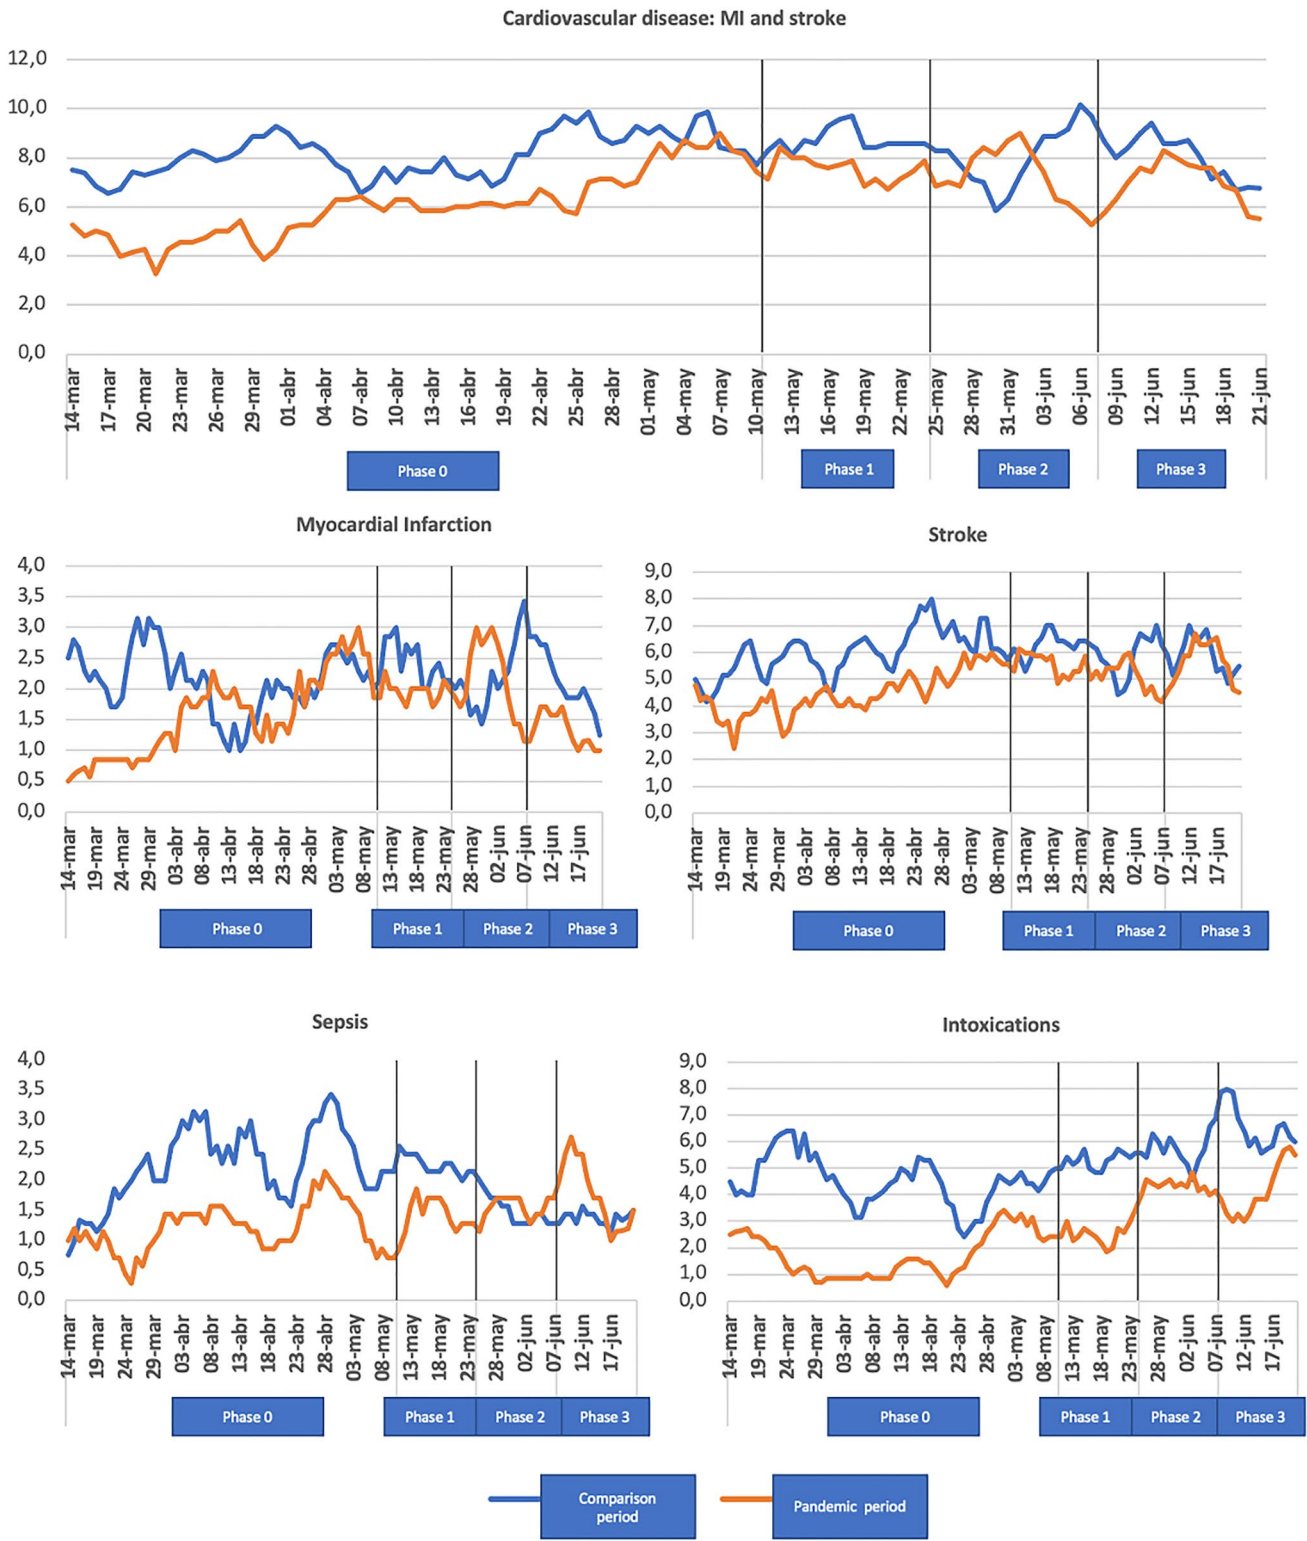 Cardiovascular disease: MI and stroke
12,0
10,0
8,0
6,0
4,0
2,0
0,0
14-mar 17-mar 20-mar 23-mar 26-mar 29-mar 01-abr 04-abr 07-abr 10-abr 13-abr 16-abr 19-abr 22-abr 25-abr 28-abr 01-may 04-may 07-may 10-may 13-may 16-may 19-may 22-may 25-may 28-may 31-may 03-jun 06-jun 09-jun 12-jun 15-jun 18-jun 21-jun
Phase 0 Phase 1 Phase 2 Phase 3
Myocardial Infarction
4,0
3,5
3,0
2,5
2,0
1,5
1,0
0,5
0,0
14-mar 19-mar 24-mar 29-mar 03-abr 08-abr 13-abr 18-abr 23-abr 28-abr 03-may 08-may 13-may 18-may 23-may 28-may 02-jun 07-jun 12-jun 17-jun
Phase 0 Phase 1 Phase 2 Phase 3
Stroke
9,0
8,0
7,0
6,0
5,0
4,0
3,0
2,0
1,0
0,0
14-mar 19-mar 24-mar 29-mar 03-abr 08-abr 13-abr 18-abr 23-abr 28-abr 03-may 08-may 13-may 18-may 23-may 28-may 02-jun 07-jun 12-jun 17-jun
Phase 0 Phase 1 Phase 2 Phase 3
Sepsis
4,0
3,5
3,0
2,5
2,0
1,5
1,0
0,5
0,0
14-mar 19-mar 24-mar 29-mar 03-abr 08-abr 13-abr 18-abr 23-abr 28-abr 03-may 08-may 13-may 18-may 23-may 28-may 02-jun 07-jun 12-jun 17-jun
Phase 0 Phase 1 Phase 2 Phase 3
Intoxications
9,0
8,0
7,0
6,0
5,0
4,0
3,0
2,0
1,0
0,0
14-mar 19-mar 24-mar 29-mar 03-abr 08-abr 13-abr 18-abr 23-abr 28-abr 03-may 08-may 13-may 18-may 23-may 28-may 02-jun 07-jun 12-jun 17-jun
Phase 0 Phase 1 Phase 2 Phase 3
Comparison
period
Pandemic period